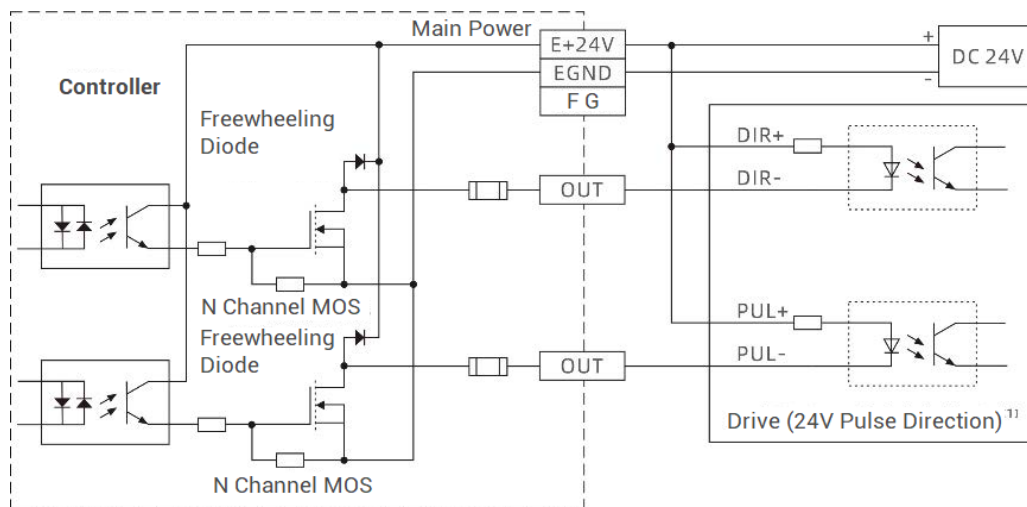 Main Power
E+24V
EGND
F G
+
-
DC 24V
Controller
Freewheeling
Diode
DIR+
DIR-
OUT
N Channel MOS
Freewheeling
Diode
PUL+
PUL-
OUT
Drive (24V Pulse Direction) 1)
N Channel MOS